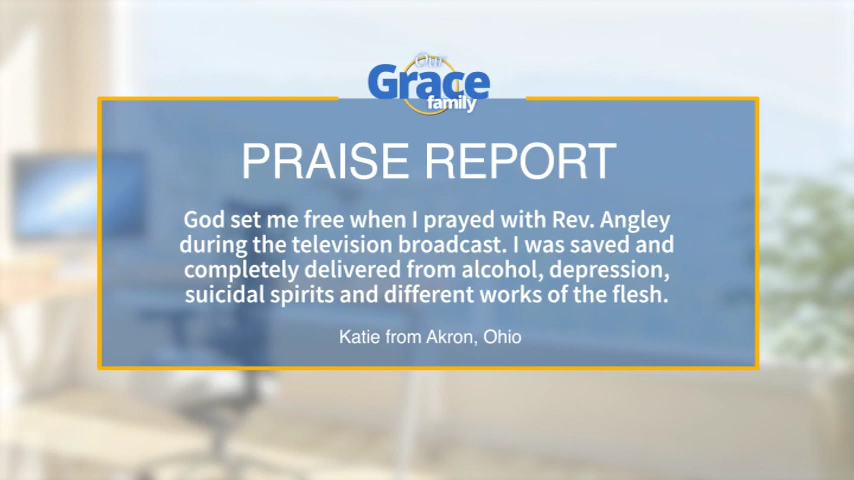 Our
Grace
family
PRAISE REPORT
God set me free when I prayed with Rev. Angley
during the television broadcast. I was saved and
completely delivered from alcohol, depression,
suicidal spirits and different works of the flesh.
Katie from Akron, Ohio